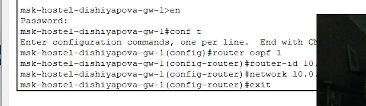 msk-hostel-dishiyapova-gw-1>en
Password:
msk-hostel-dishiyapova-gw-1#conf t
Enter configuration commands, one per line.  End with
msk-hostel-dishiyapova-gw-1(config)#router ospf 1
msk-hostel-dishiyapova-gw-1(config-router)#router-id 10.
msk-hostel-dishiyapova-gw-1(config-router)#network 10.0.
msk-hostel-dishiyapova-gw-1(config-router)#exit